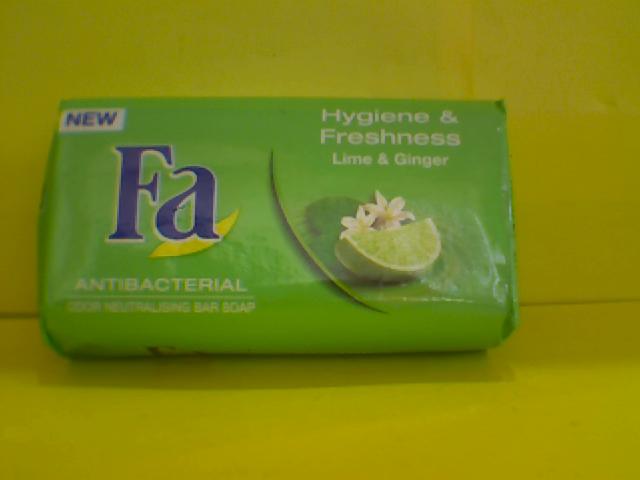 NEW
Fa
ANTIBACTERIAL
ODOR NEUTRALISING BAR SOAP
Hygiene &
Freshness
Lime & Ginger